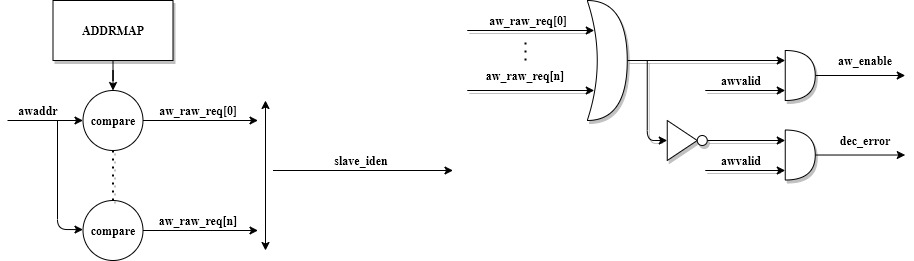 ADDRMAP
awaddr
compare
aw_raw_req[0]
slave_iden
compare
aw_raw_req[n]
aw_raw_req[0]
aw_raw_req[n]
awvalid
aw_enable
awvalid
dec_error